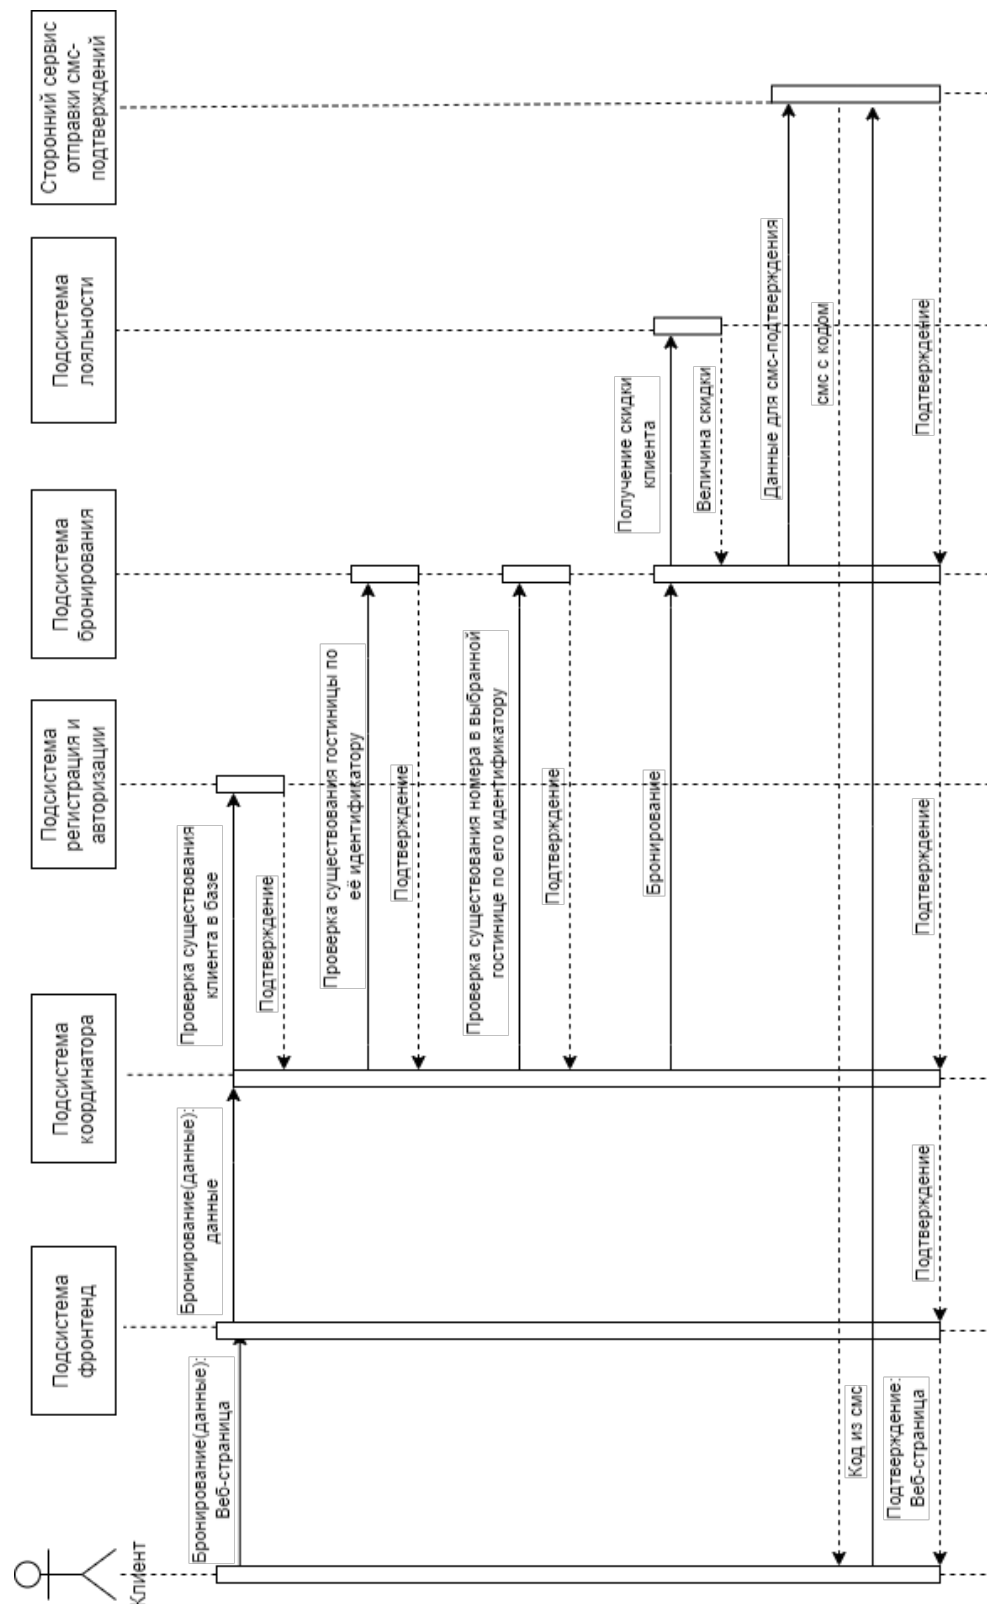 Клиент
Подсистема
фронтенд
Подсистема
координатора
Подсистема
регистрация и
авторизации
Подсистема
бронирования
Подсистема
лояльности
Сторонний сервис
отправки смс-
подтверждений
Бронирование(данные):
Веб-страница
Бронирование(данные):
данные
Проверка существования
клиента в базе
Подтверждение
Проверка существования гостиницы по
её идентификатору
Подтверждение
Проверка существования номера в выбранной
гостинице по его идентификатору
Подтверждение
Бронирование
Получение скидки
клиента
Величина скидки
Данные для смс-подтверждения
смс с кодом
Код из смс
Подтверждение
Подтверждение
Подтверждение
Подтверждение:
Веб-страница